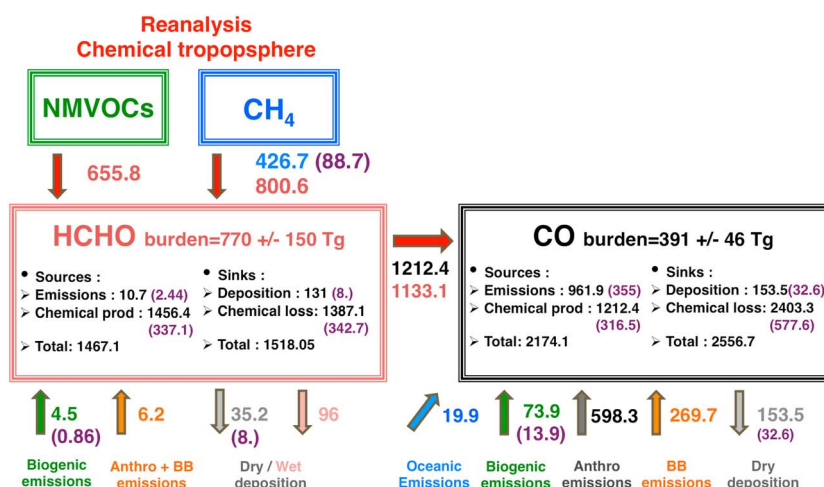 Reanalysis
Chemical tropopsphere
NMVOCs
CH4
655.8
426.7 (88.7)
800.6
HCHO burden=770 +/- 150 Tg
• Sources :
➢ Emissions : 10.7 (2.44)
➢ Chemical prod : 1456.4
(337.1)
➢ Total: 1467.1
• Sinks :
➢ Deposition : 131 (8.)
➢ Chemical loss: 1387.1
(342.7)
➢ Total : 1518.05
1212.4
1133.1
CO burden=391 +/- 46 Tg
• Sources :
➢ Emissions : 961.9 (355)
➢ Chemical prod : 1212.4
(316.5)
➢ Total: 2174.1
• Sinks :
➢ Deposition : 153.5(32.6)
➢ Chemical loss: 2403.3
(577.6)
➢ Total : 2556.7
4.5
(0.86)
6.2
35.2
(8.)
96
19.9
73.9
(13.9)
598.3
269.7
153.5
(32.6)
Biogenic
emissions
Anthro + BB
emissions
Dry / Wet
deposition
Oceanic
Emissions
Biogenic
emissions
Anthro
emissions
BB
emissions
Dry
deposition